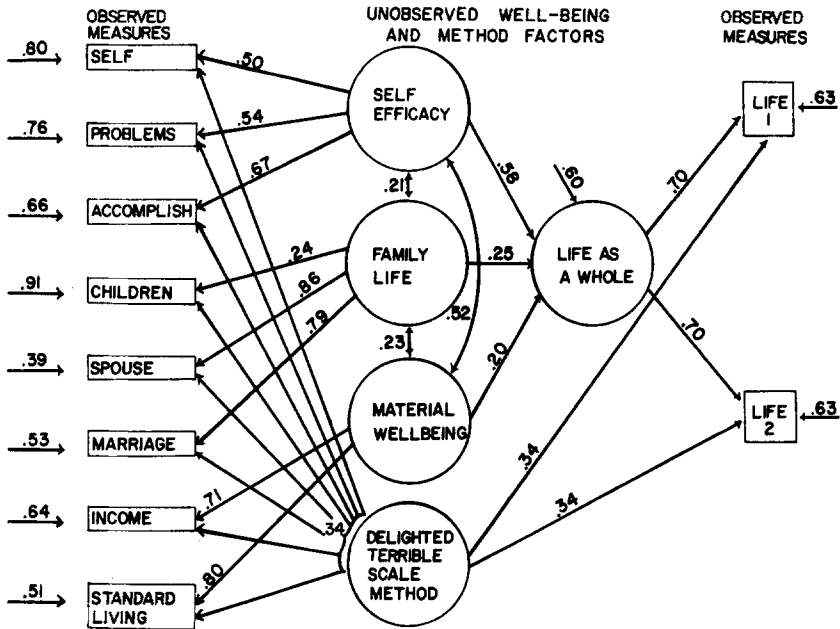 OBSERVED
MEASURES
UNOBSERVED WELL-BEING
AND METHOD FACTORS
OBSERVED
MEASURES
.80
SELF
.50
SELF
EFFICACY
LIFE
1
.63
.76
PROBLEMS
.54
.67
.58
.60
.70
.66
ACCOMPLISH
.21
.24
FAMILY
LIFE
.25
LIFE AS
A WHOLE
.91
CHILDREN
.86
.79
.52
.23
.20
.70
.39
SPOUSE
MATERIAL
WELLBEING
LIFE
2
.63
.53
MARRIAGE
.71
.34
.34
.64
INCOME
.34
DELIGHTED
TERRIBLE
SCALE
METHOD
.80
.51
STANDARD
LIVING